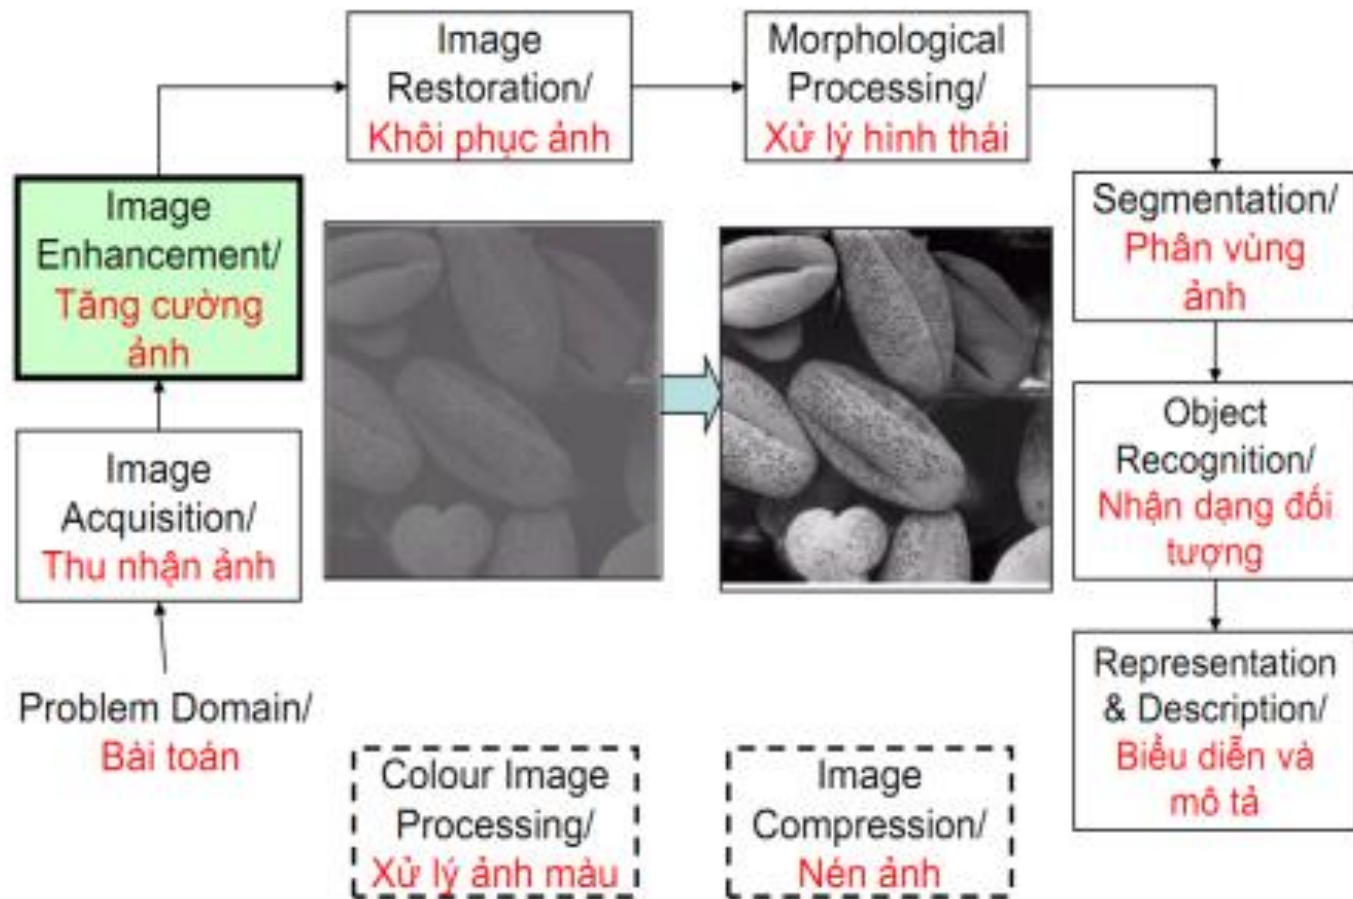 Image
Restoration/
Khôi phục ảnh
Morphological
Processing/
Xử lý hình thái
Image
Enhancement/
Tăng cường
ảnh
Segmentation/
Phân vùng
ảnh
Image
Acquisition/
Thu nhận ảnh
Object
Recognition/
Nhận dạng đối
tượng
Problem Domain/
Bài toán
Representation
& Description/
Biểu diễn và
mô tả
Colour Image
Processing/
Xử lý ảnh màu
Image
Compression/
Nén ảnh